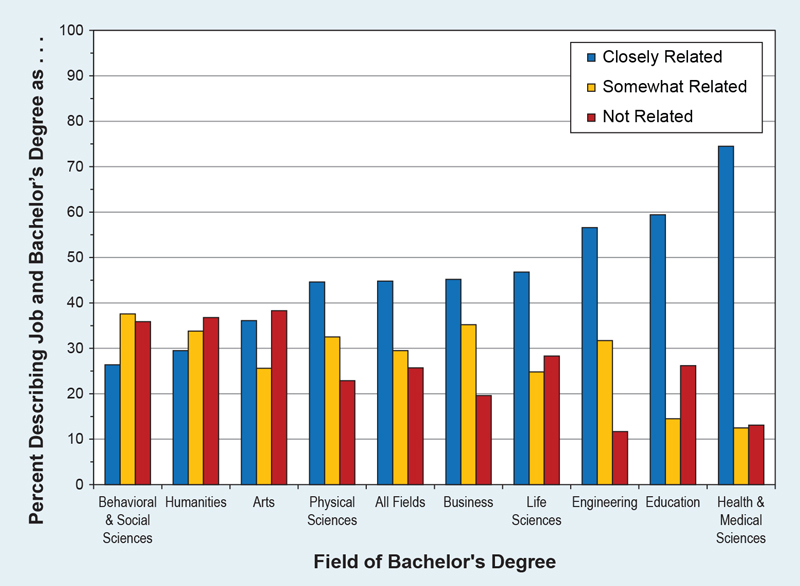 Percent Describing Job and Bachelor's Degree as . . .
100
90
80
70
60
50
40
30
20
10
0
Closely Related
Somewhat Related
Not Related
Behavioral
& Social
Sciences
Humanities
Arts
Physical
Sciences
All Fields
Business
Life
Sciences
Engineering
Education
Health &
Medical
Sciences
Field of Bachelor's Degree